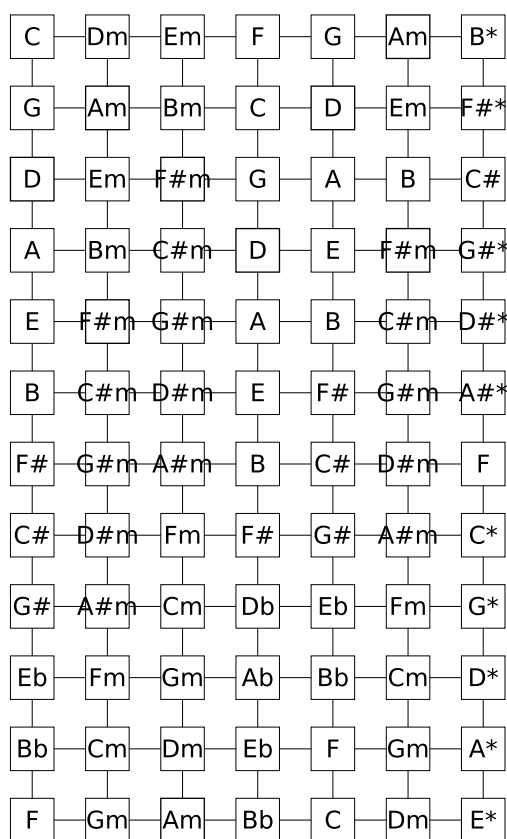 C Dm Em F G Am B*
G Am Bm C D Em F#*
D Em F#m G A B C#
A Bm C#m D E F#m G#*
E F#m G#m A B C#m D#*
B C#m D#m E F# G#m A#*
F# G#m A#m B C# D#m F
C# D#m Fm F# G# A#m C*
G# A#m Cm Db Eb Fm G*
Eb Fm Gm Ab Bb Cm D*
Bb Cm Dm Eb F Gm A*
F Gm Am Bb C Dm E*